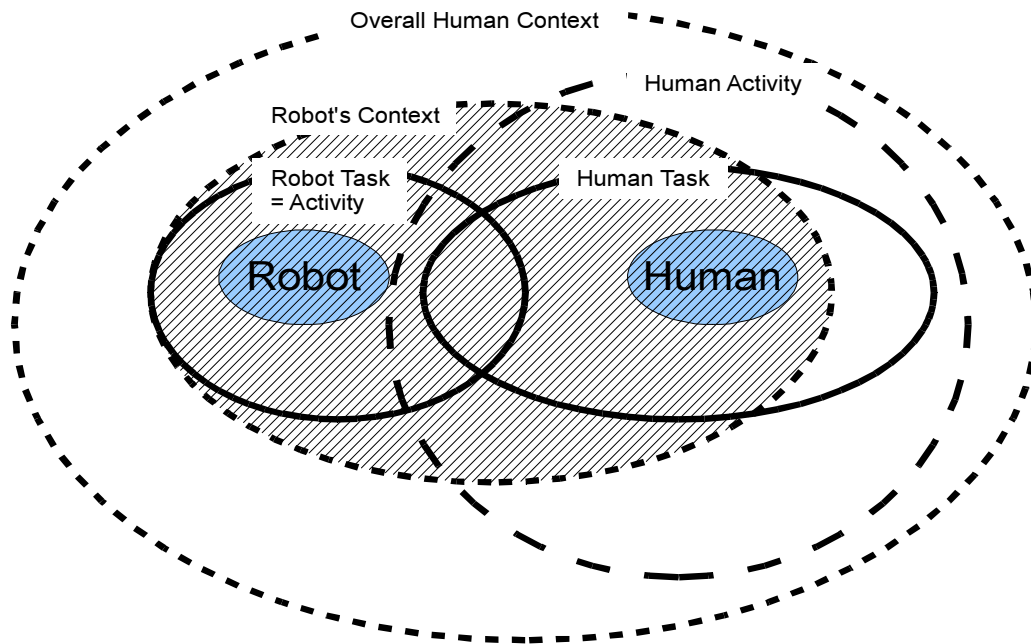 Overall Human Context
Human Activity
Robot's Context
Robot Task
= Activity
Human Task
Robot
Human